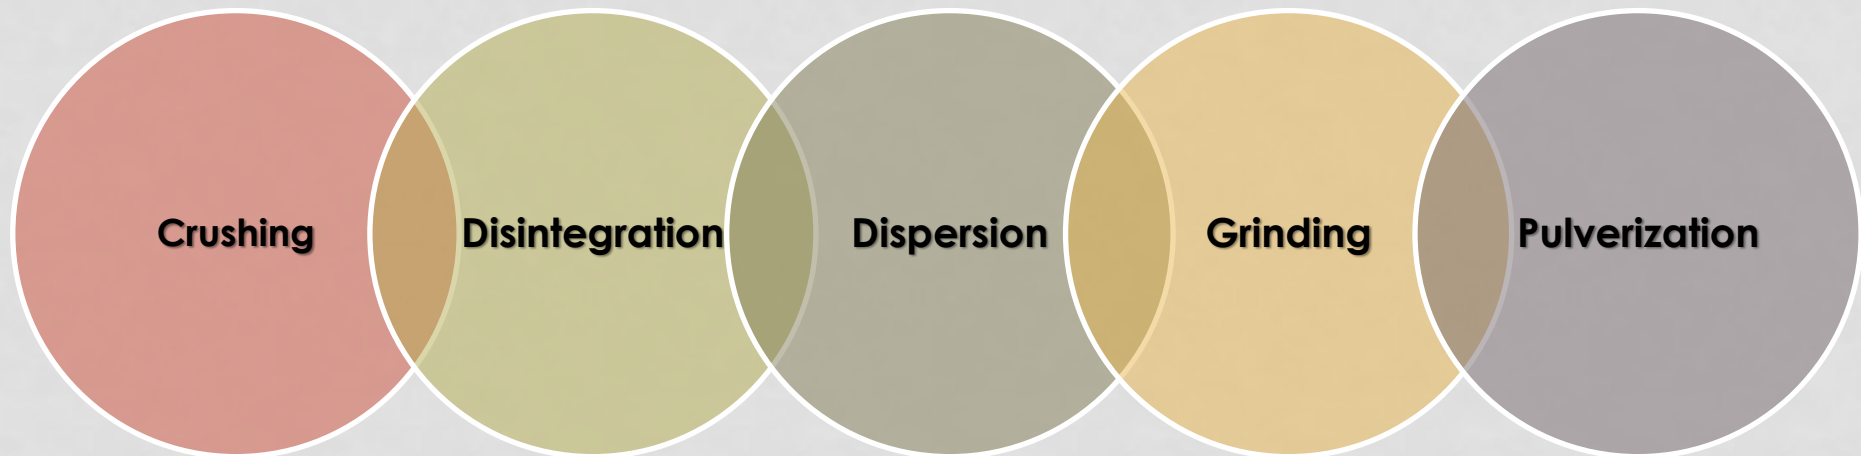 Crushing
Disintegration
Dispersion
Grinding
Pulverization